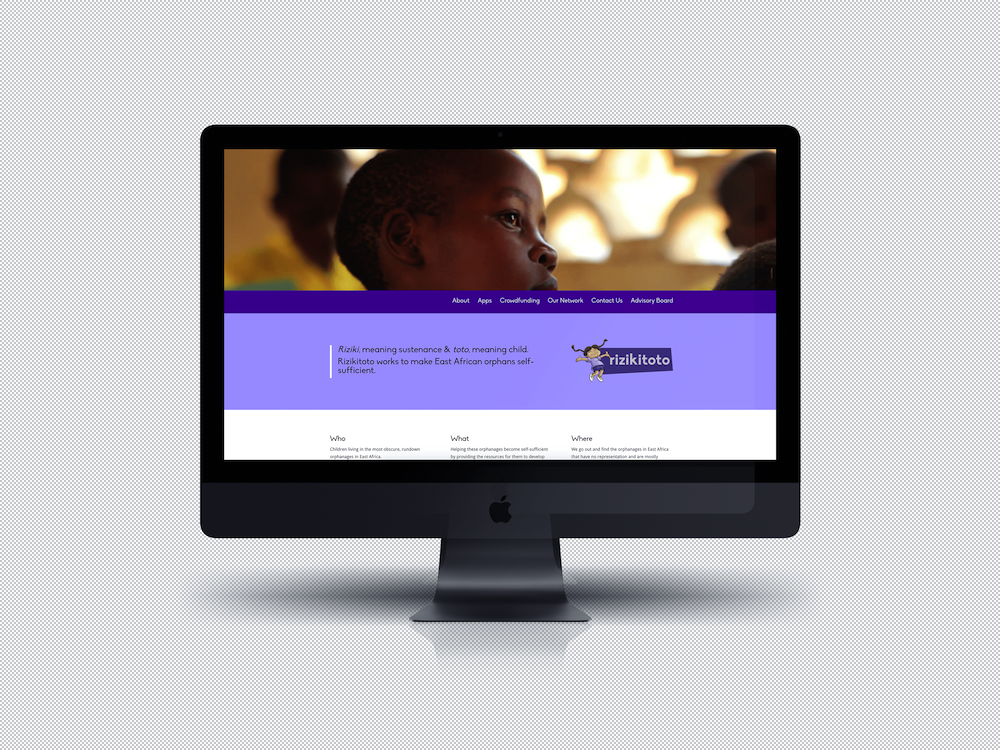 About Apps Crowdfunding Our Network Contact Us Advisory Board
Riziki, meaning sustenance & toto, meaning child.
Rizikitoto works to make East African orphans self-
sufficient.
rizikitoto
Who
Children living in the most obscure, rundown
orphanages in East Africa.
What
Helping these orphanages become self-sufficient
by providing the resources for them to develop
Where
We go out and find the orphanages in East Africa
that have no representation and are mostly